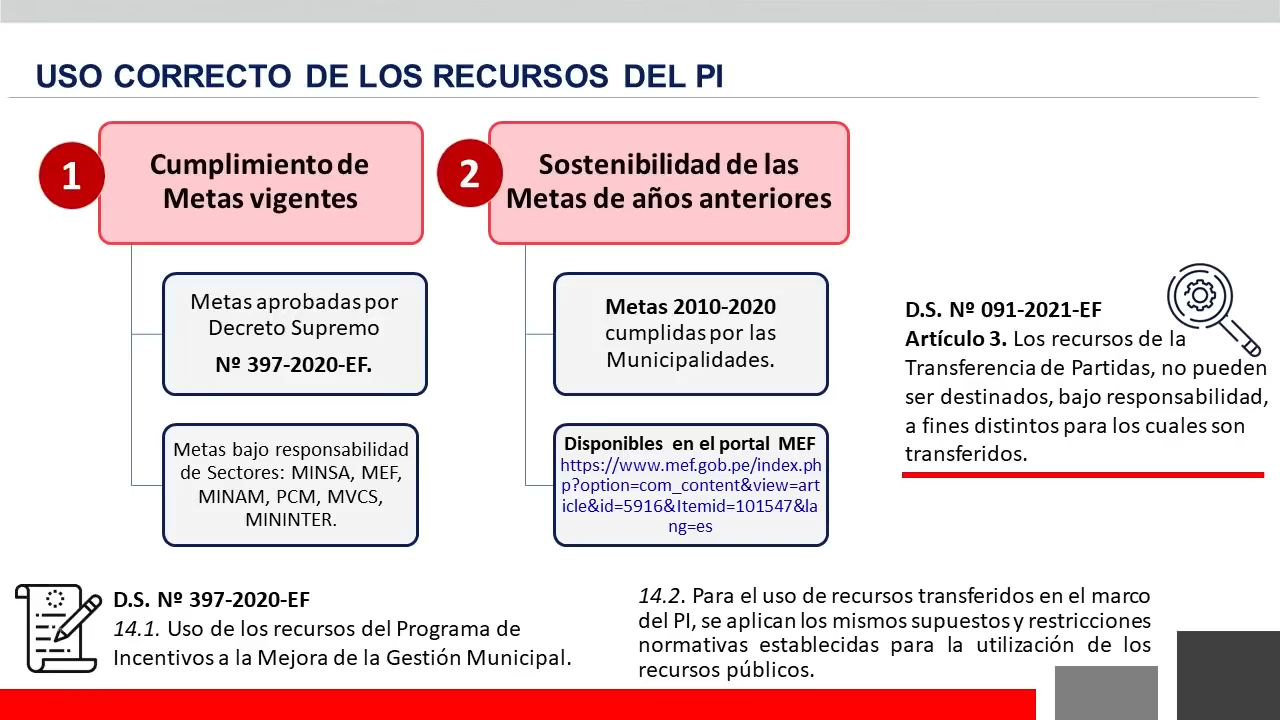 USO CORRECTO DE LOS RECURSOS DEL PI
1
Cumplimiento de
Metas vigentes
Metas aprobadas por
Decreto Supremo
Nº 397-2020-EF.
Metas bajo responsabilidad
de Sectores: MINSA, MEF,
MINAM, PCM, MVCS,
MININTER.
2
Sostenibilidad de las
Metas de años anteriores
Metas 2010-2020
cumplidas por las
Municipalidades.
Disponibles en el portal MEF
https://www.mef.gob.pe/index.ph
p?option=com_content&view=art
icle&id=5916&Itemid=101547&la
ng=es
D.S. Nº 091-2021-EF
Artículo 3. Los recursos de la
Transferencia de Partidas, no pueden
ser destinados, bajo responsabilidad,
a fines distintos para los cuales son
transferidos.
D.S. Nº 397-2020-EF
14.1. Uso de los recursos del Programa de
Incentivos a la Mejora de la Gestión Municipal.
14.2. Para el uso de recursos transferidos en el marco
del PI, se aplican los mismos supuestos y restricciones
normativas establecidas para la utilización de los
recursos públicos.